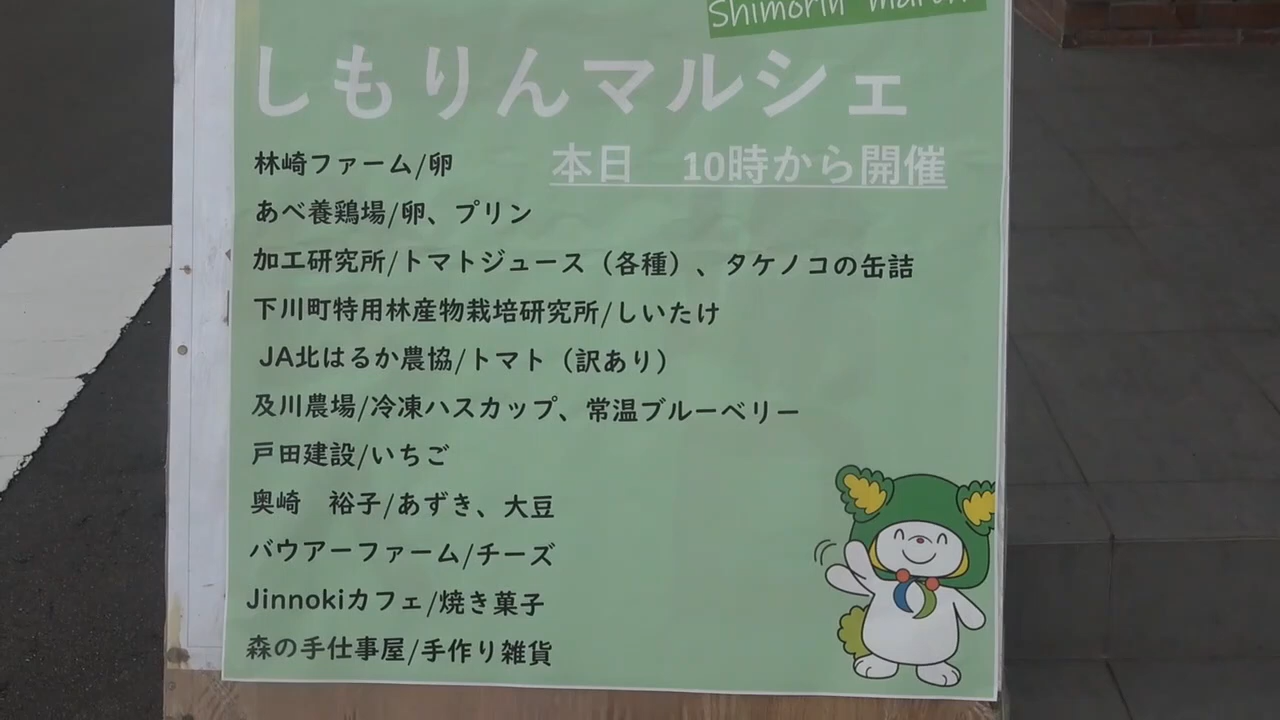 Shimorin
しもりんマルシェ
本日　10時から開催
林崎ファーム/卵
あべ養鶏場/卵、プリン
加工研究所/トマトジュース（各種）、タケノコの缶詰
下川町特用林産物栽培研究所/しいたけ
JA北はるか農協/トマト（訳あり）
及川農場/冷凍ハスカップ、常温ブルーベリー
戸田建設/いちご
奥崎　裕子/あずき、大豆
バウアーファーム/チーズ
Jinnokiカフェ/焼き菓子
森の手仕事屋/手作り雑貨